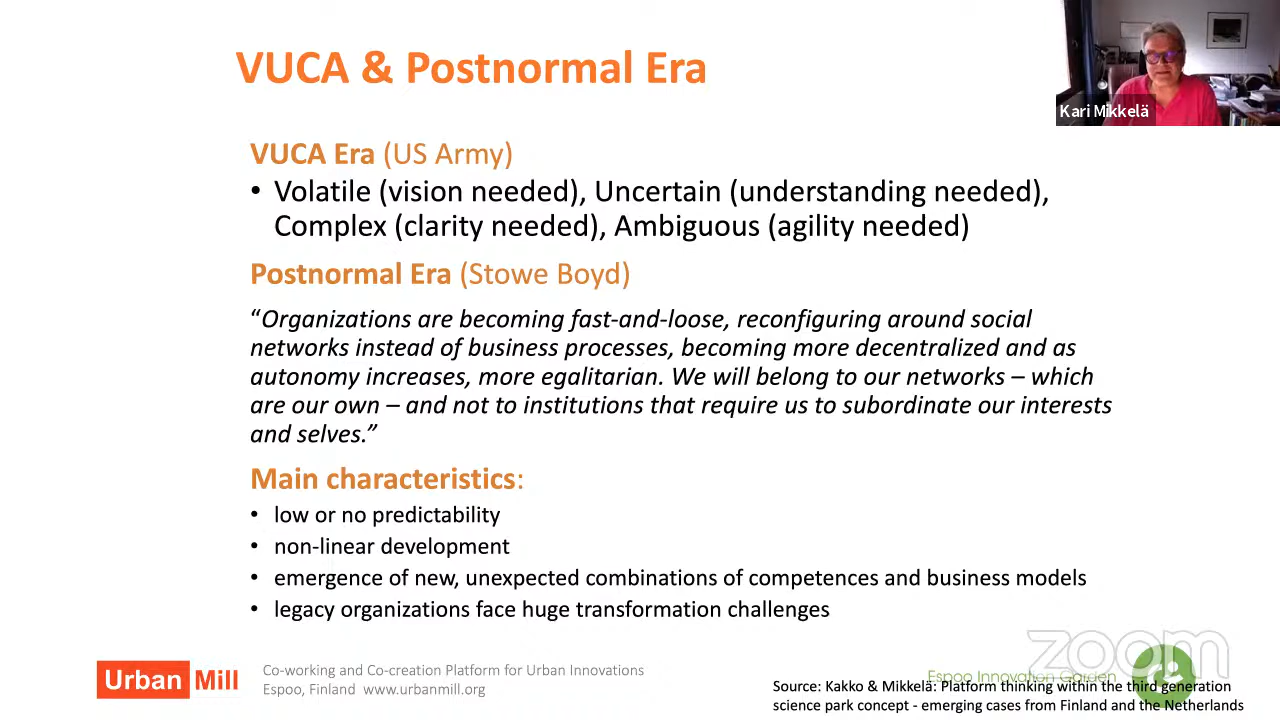 VUCA & Postnormal Era
Kari Mikkelä
VUCA Era (US Army)
• Volatile (vision needed), Uncertain (understanding needed),
Complex (clarity needed), Ambiguous (agility needed)
Postnormal Era (Stowe Boyd)
“Organizations are becoming fast-and-loose, reconfiguring around social
networks instead of business processes, becoming more decentralized and as
autonomy increases, more egalitarian. We will belong to our networks – which
are our own – and not to institutions that require us to subordinate our interests
and selves.”
Main characteristics:
• low or no predictability
• non-linear development
• emergence of new, unexpected combinations of competences and business models
• legacy organizations face huge transformation challenges
Urban Mill
Co-working and Co-creation Platform for Urban Innovations
Espoo, Finland www.urbanmill.org
zoom
Espoo Innovation Garden
Source: Kakko & Mikkelä: Platform thinking within the third generation
science park concept - emerging cases from Finland and the Netherlands